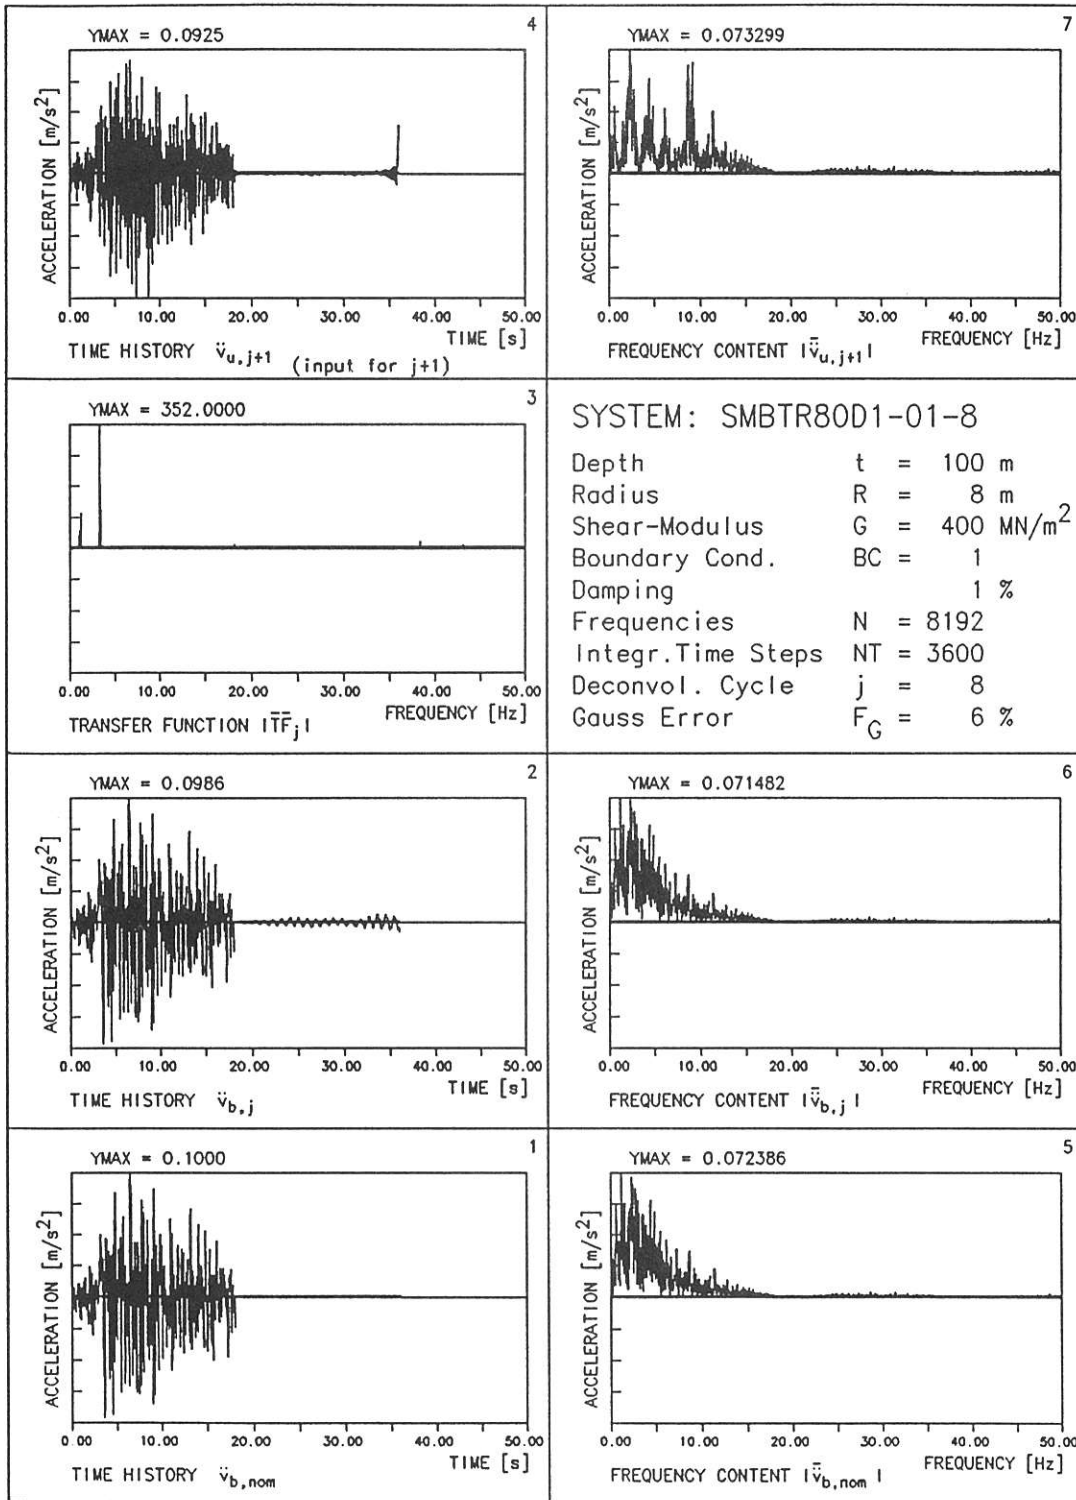 4
YMAX = 0.0925
ACCELERATION [m/s²]
0.00 10.00 20.00 30.00 40.00 50.00
TIME [s]
TIME HISTORY v̈u,j+1 (input for j+1)
7
YMAX = 0.073299
ACCELERATION [m/s²]
0.00 10.00 20.00 30.00 40.00 50.00
FREQUENCY [Hz]
FREQUENCY CONTENT |v̈̄u,j+1|
3
YMAX = 352.0000
0.00 10.00 20.00 30.00 40.00 50.00
FREQUENCY [Hz]
TRANSFER FUNCTION |T̄F̄j|
SYSTEM: SMBTR80D1-01-8
Depth t = 100 m
Radius R = 8 m
Shear-Modulus G = 400 MN/m²
Boundary Cond. BC = 1
Damping 1 %
Frequencies N = 8192
Integr.Time Steps NT = 3600
Deconvol. Cycle j = 8
Gauss Error FG = 6 %
2
YMAX = 0.0986
ACCELERATION [m/s²]
0.00 10.00 20.00 30.00 40.00 50.00
TIME [s]
TIME HISTORY v̈b,j
6
YMAX = 0.071482
ACCELERATION [m/s²]
0.00 10.00 20.00 30.00 40.00 50.00
FREQUENCY [Hz]
FREQUENCY CONTENT |v̈̄b,j|
1
YMAX = 0.1000
ACCELERATION [m/s²]
0.00 10.00 20.00 30.00 40.00 50.00
TIME [s]
TIME HISTORY v̈b,nom
5
YMAX = 0.072386
ACCELERATION [m/s²]
0.00 10.00 20.00 30.00 40.00 50.00
FREQUENCY [Hz]
FREQUENCY CONTENT |v̈̄b,nom|